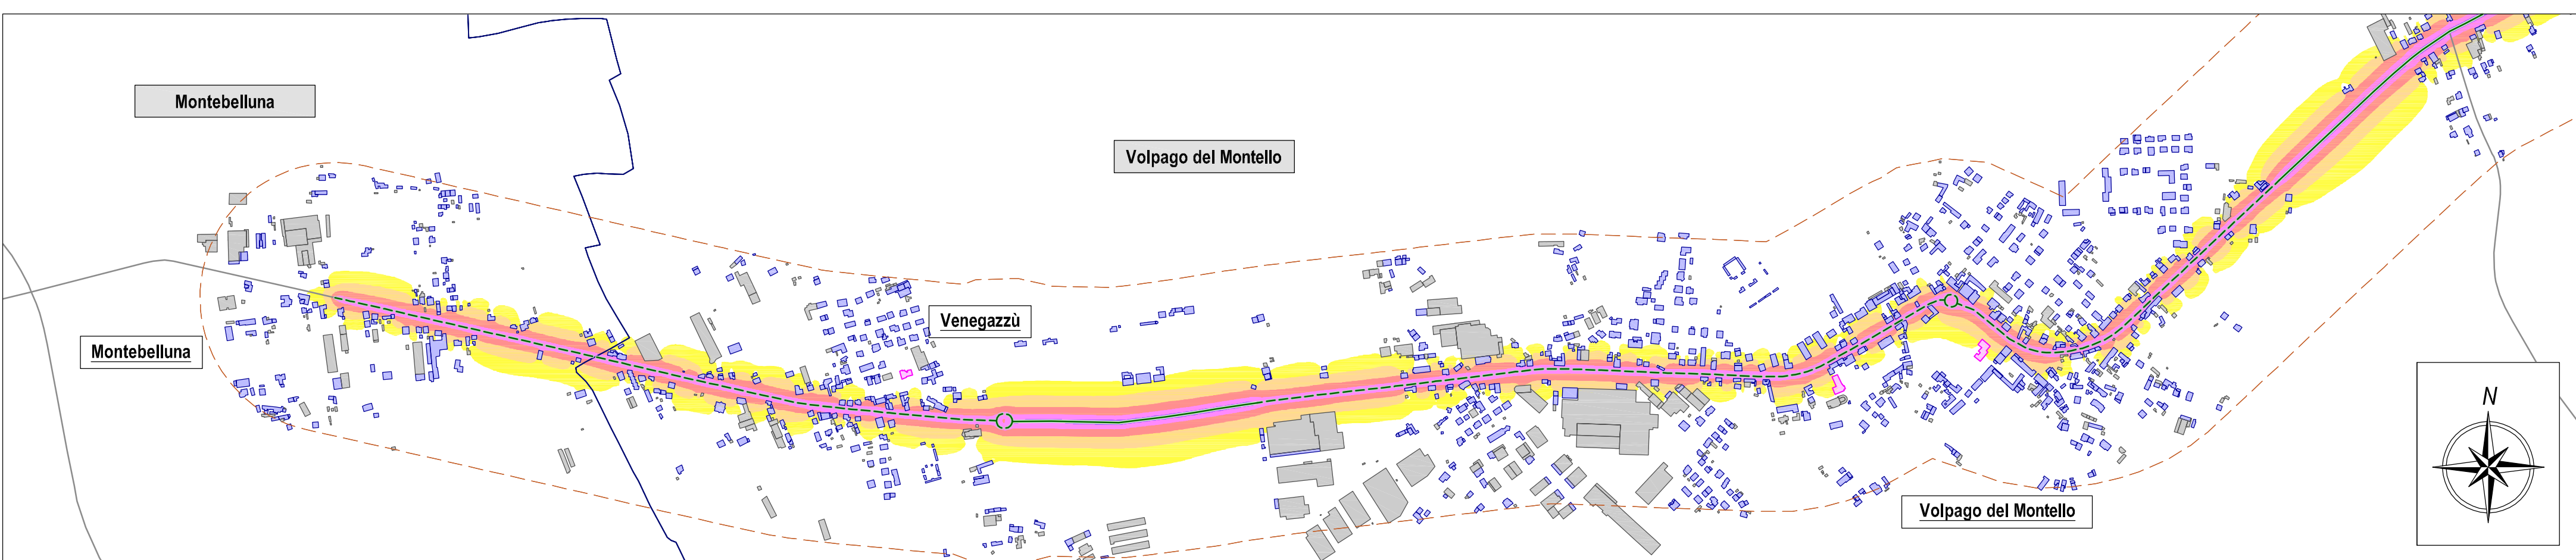 Montebelluna
Volpago del Montello
Venegazzù
Montebelluna
N
Volpago del Montello